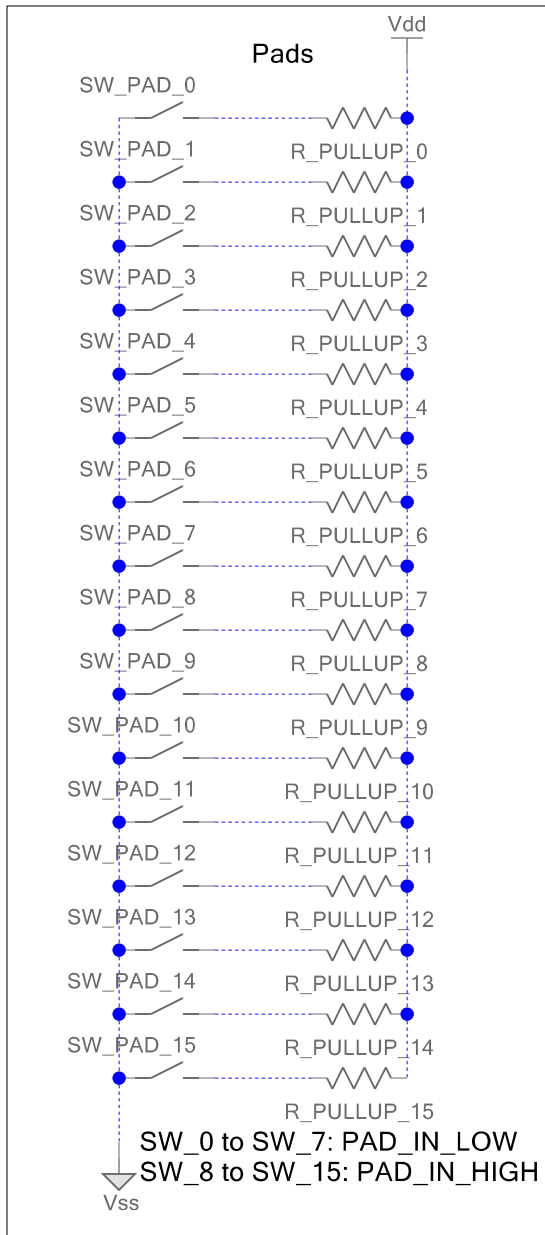 Vdd
Pads
SW_PAD_0
SW_PAD_1 R_PULLUP_0
SW_PAD_2 R_PULLUP_1
SW_PAD_3 R_PULLUP_2
SW_PAD_4 R_PULLUP_3
SW_PAD_5 R_PULLUP_4
SW_PAD_6 R_PULLUP_5
SW_PAD_7 R_PULLUP_6
SW_PAD_8 R_PULLUP_7
SW_PAD_9 R_PULLUP_8
SW_PAD_10 R_PULLUP_9
SW_PAD_11 R_PULLUP_10
SW_PAD_12 R_PULLUP_11
SW_PAD_13 R_PULLUP_12
SW_PAD_14 R_PULLUP_13
SW_PAD_15 R_PULLUP_14
R_PULLUP_15
SW_0 to SW_7: PAD_IN_LOW
SW_8 to SW_15: PAD_IN_HIGH
Vss